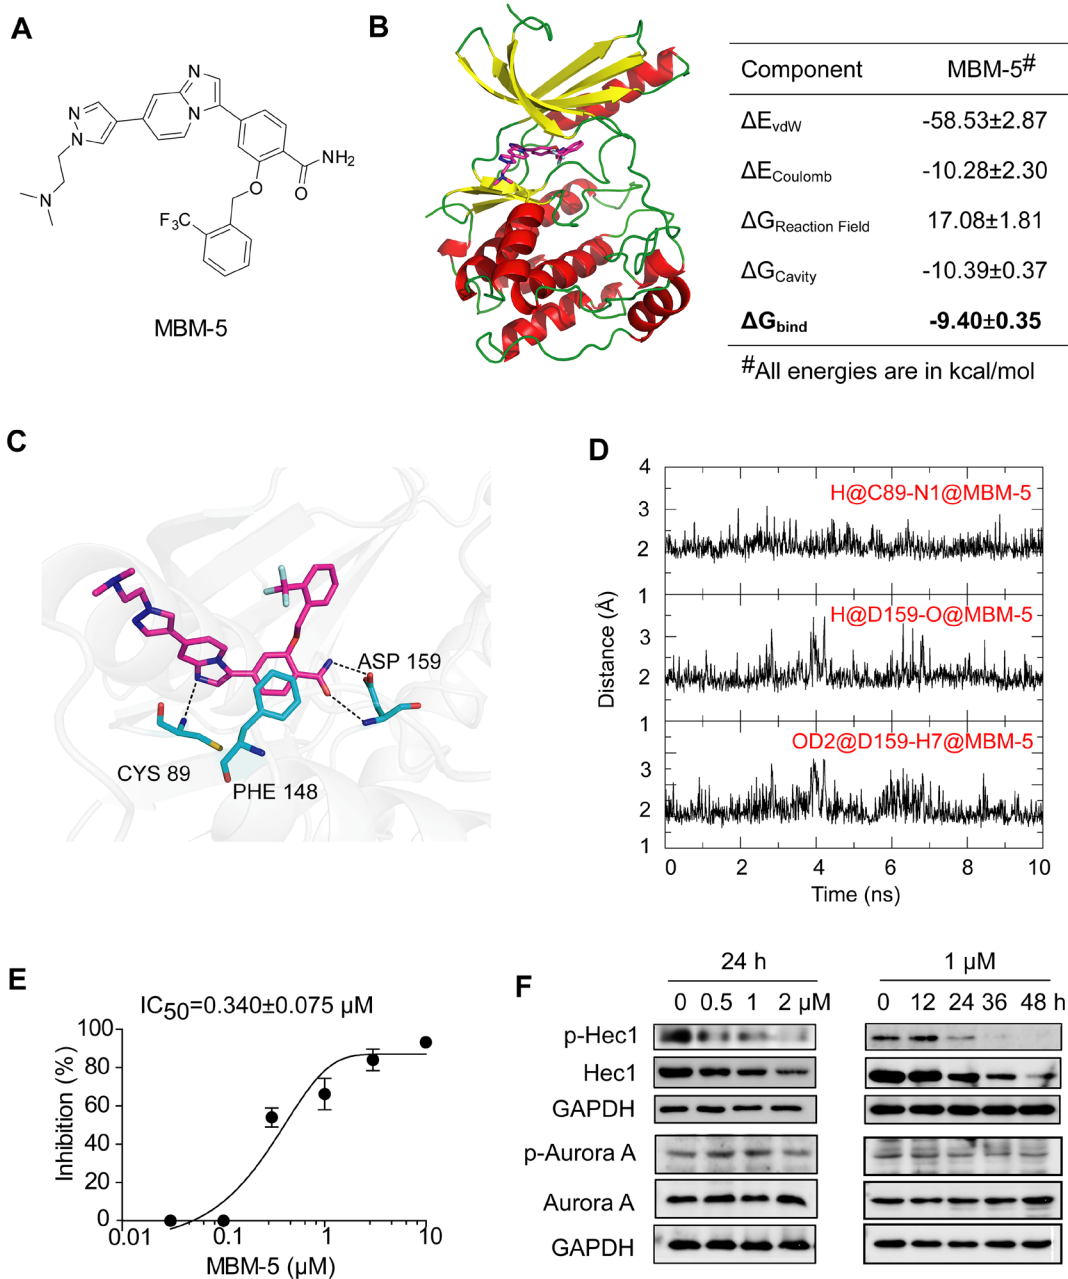 A
N
N
N
N
N
O
NH₂
O
F₃C
MBM-5
B
Component MBM-5#
ΔEvdW -58.53±2.87
ΔECoulomb -10.28±2.30
ΔGReaction Field 17.08±1.81
ΔGCavity -10.39±0.37
ΔGbind -9.40±0.35
#All energies are in kcal/mol
C
ASP 159
CYS 89
PHE 148
D
Distance (Å)
4
3
2
1
H@C89-N1@MBM-5
3
2
1
H@D159-O@MBM-5
3
2
1
OD2@D159-H7@MBM-5
0 2 4 6 8 10
Time (ns)
E
IC50=0.340±0.075 µM
Inhibition (%)
100
80
60
40
20
0
0.01 0.1 1 10
MBM-5 (µM)
F
24 h 1 µM
0 0.5 1 2 µM 0 12 24 36 48 h
p-Hec1
Hec1
GAPDH
p-Aurora A
Aurora A
GAPDH